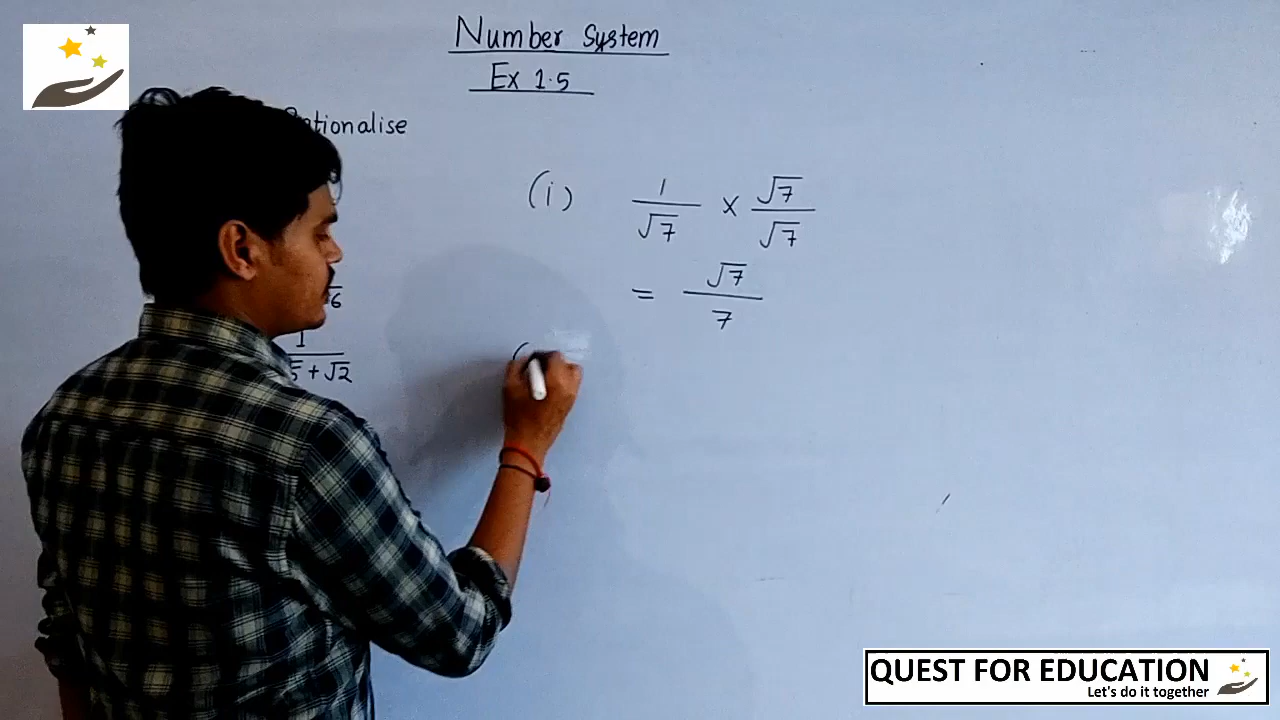 Number System
Ex 1.5
Rationalise
(i) 1/√7 × √7/√7
= √7/7
6
1/5+√2
(
QUEST FOR EDUCATION
Let's do it together